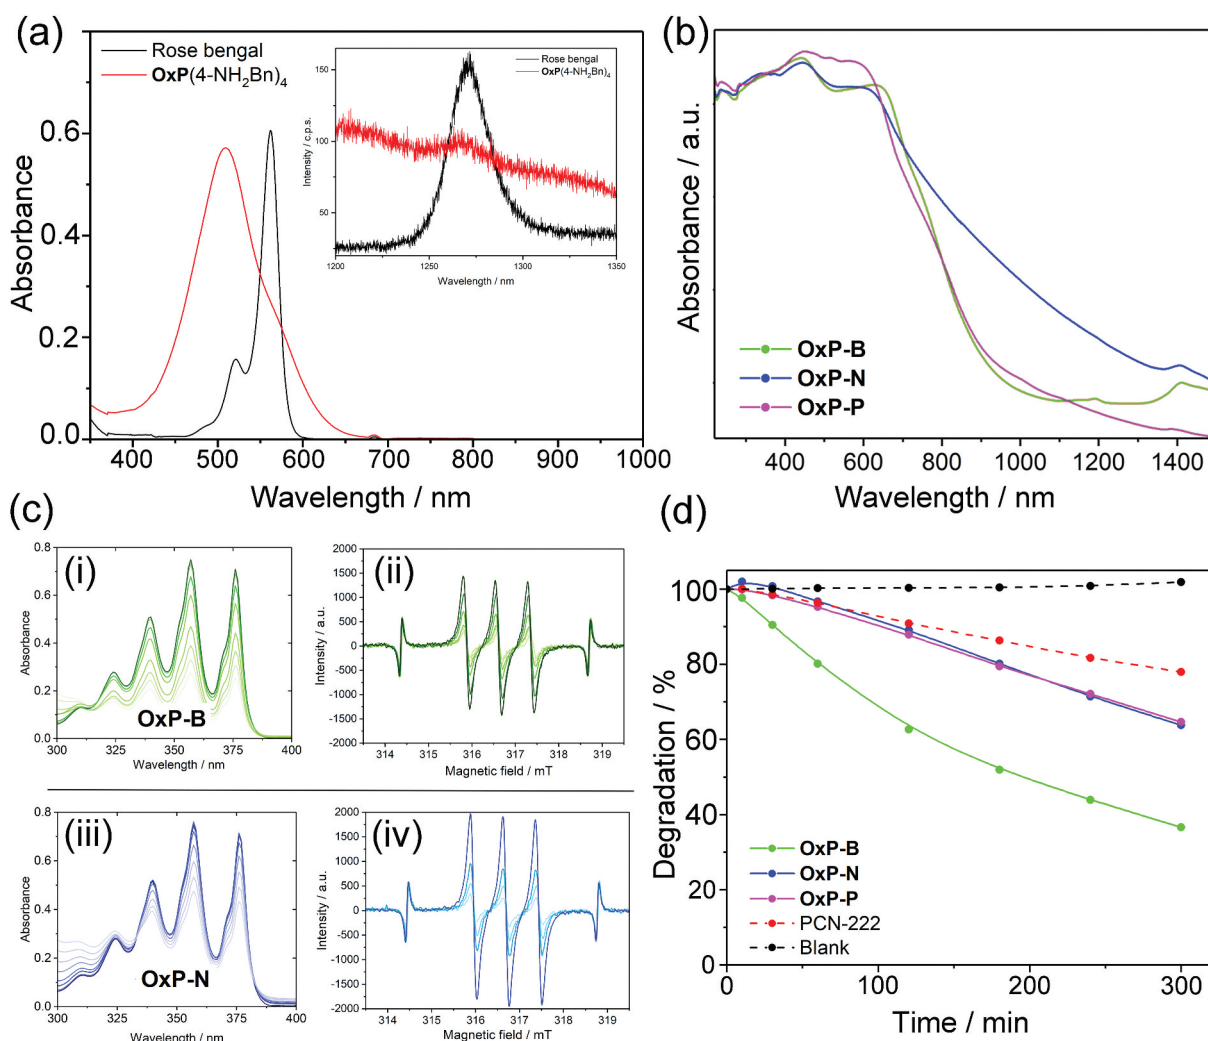 (a)
Absorbance
0.8
0.6
0.4
0.2
0.0
Rose bengal
OxP(4-NH₂Bn)₄
400 500 600 700 800 900 1000
Wavelength / nm
Intensity / c.p.s.
150
125
100
75
50
Rose bengal
OxP(4-NH₂Bn)₄
1200 1250 1300 1350
Wavelength / nm
(b)
Absorbance / a.u.
OxP-B
OxP-N
OxP-P
400 600 800 1000 1200 1400
Wavelength / nm
(c)
(i)
Absorbance
0.8
0.6
0.4
0.2
0.0
OxP-B
300 325 350 375 400
Wavelength / nm
(ii)
Intensity / a.u.
2000
1500
1000
500
0
-500
-1000
-1500
-2000
314 315 316 317 318 319
Magnetic field / mT
(iii)
Absorbance
0.8
0.6
0.4
0.2
0.0
OxP-N
300 325 350 375 400
Wavelength / nm
(iv)
Intensity / a.u.
2000
1500
1000
500
0
-500
-1000
-1500
-2000
314 315 316 317 318 319
Magnetic field / mT
(d)
Degradation / %
100
80
60
40
20
0
OxP-B
OxP-N
OxP-P
PCN-222
Blank
0 100 200 300
Time / min